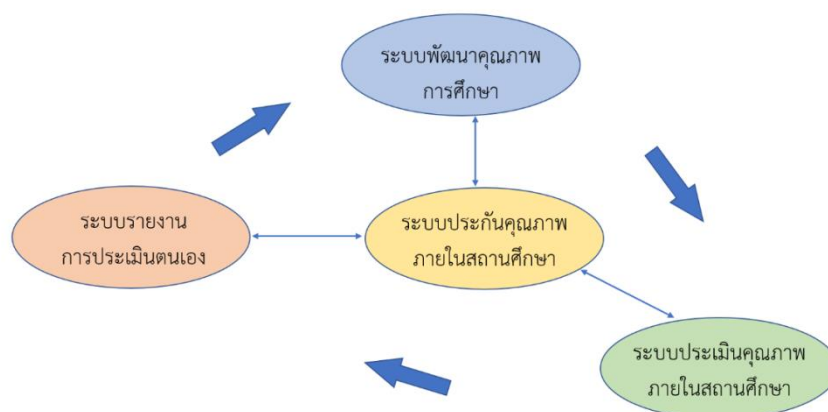 ระบบพัฒนาคุณภาพ
การศึกษา
ระบบรายงาน
การประเมินตนเอง
ระบบประกันคุณภาพ
ภายในสถานศึกษา
ระบบประเมินคุณภาพ
ภายในสถานศึกษา